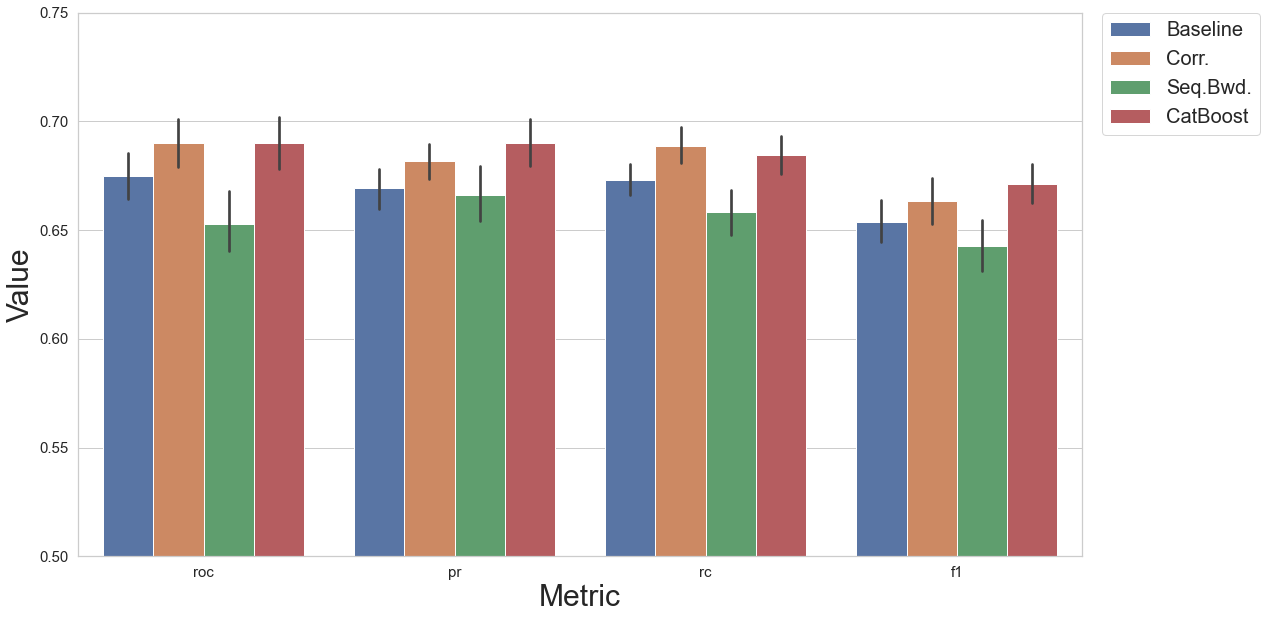 0.75
0.70
0.65
0.60
0.55
0.50
Value
roc
pr
rc
f1
Metric
Baseline
Corr.
Seq.Bwd.
CatBoost